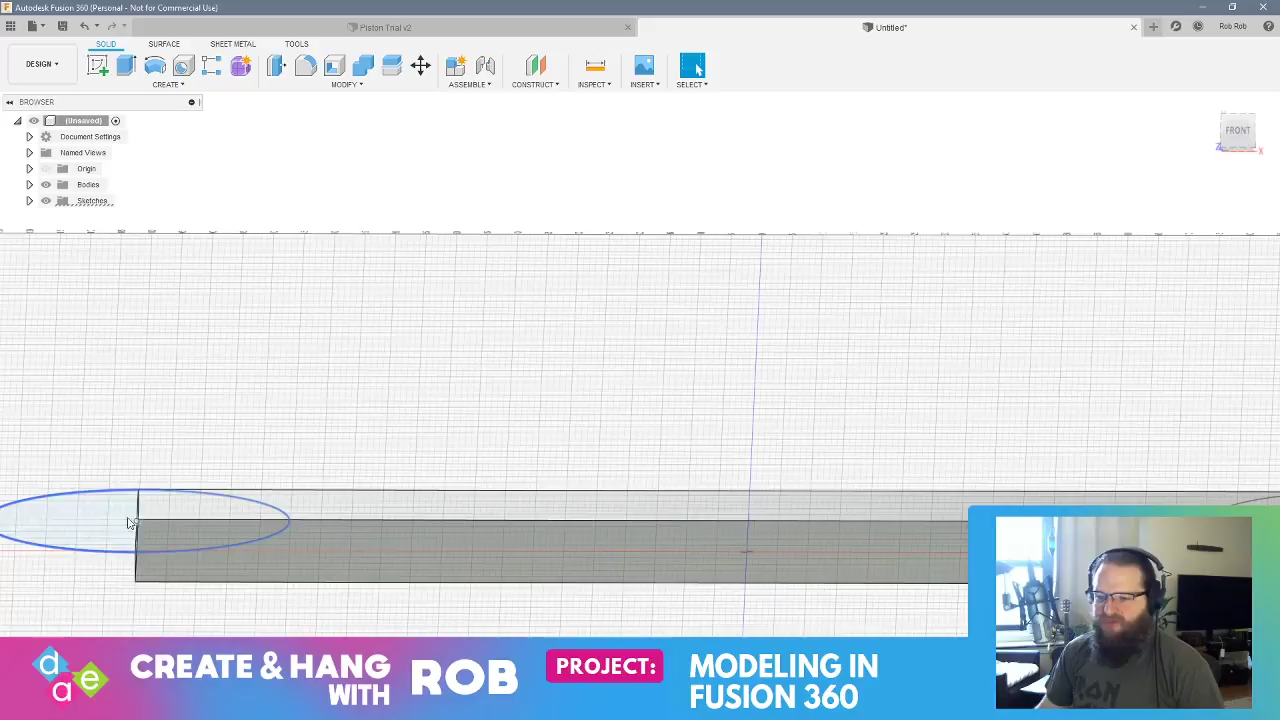 Autodesk Fusion 360 (Personal - Not for Commercial Use)
Piston Trial v2
Untitled*
Rob Rob
SOLID
SURFACE
SHEET METAL
TOOLS
DESIGN
CREATE
MODIFY
ASSEMBLE
CONSTRUCT
INSPECT
INSERT
SELECT
BROWSER
(Unsaved)
Document Settings
Named Views
Origin
Bodies
Sketches
FRONT
Z
X
d
a e
CREATE & HANG
WITH
ROB
PROJECT:
MODELING IN
FUSION 360